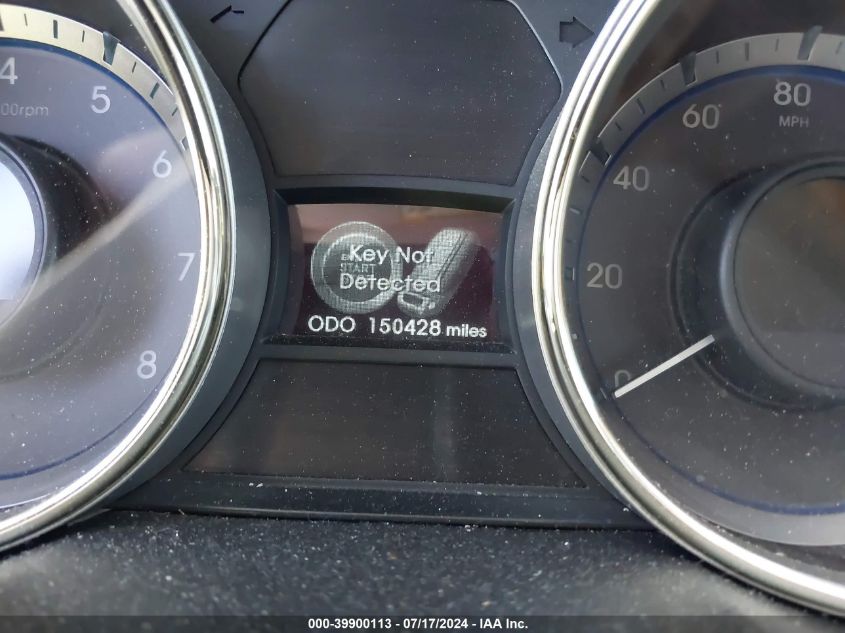 4
5
00rpm
6
7
8
Key Not
START
Detected
ODO 150428 miles
80
MPH
60
40
20
0
000-39900113 - 07/17/2024 - IAA Inc.